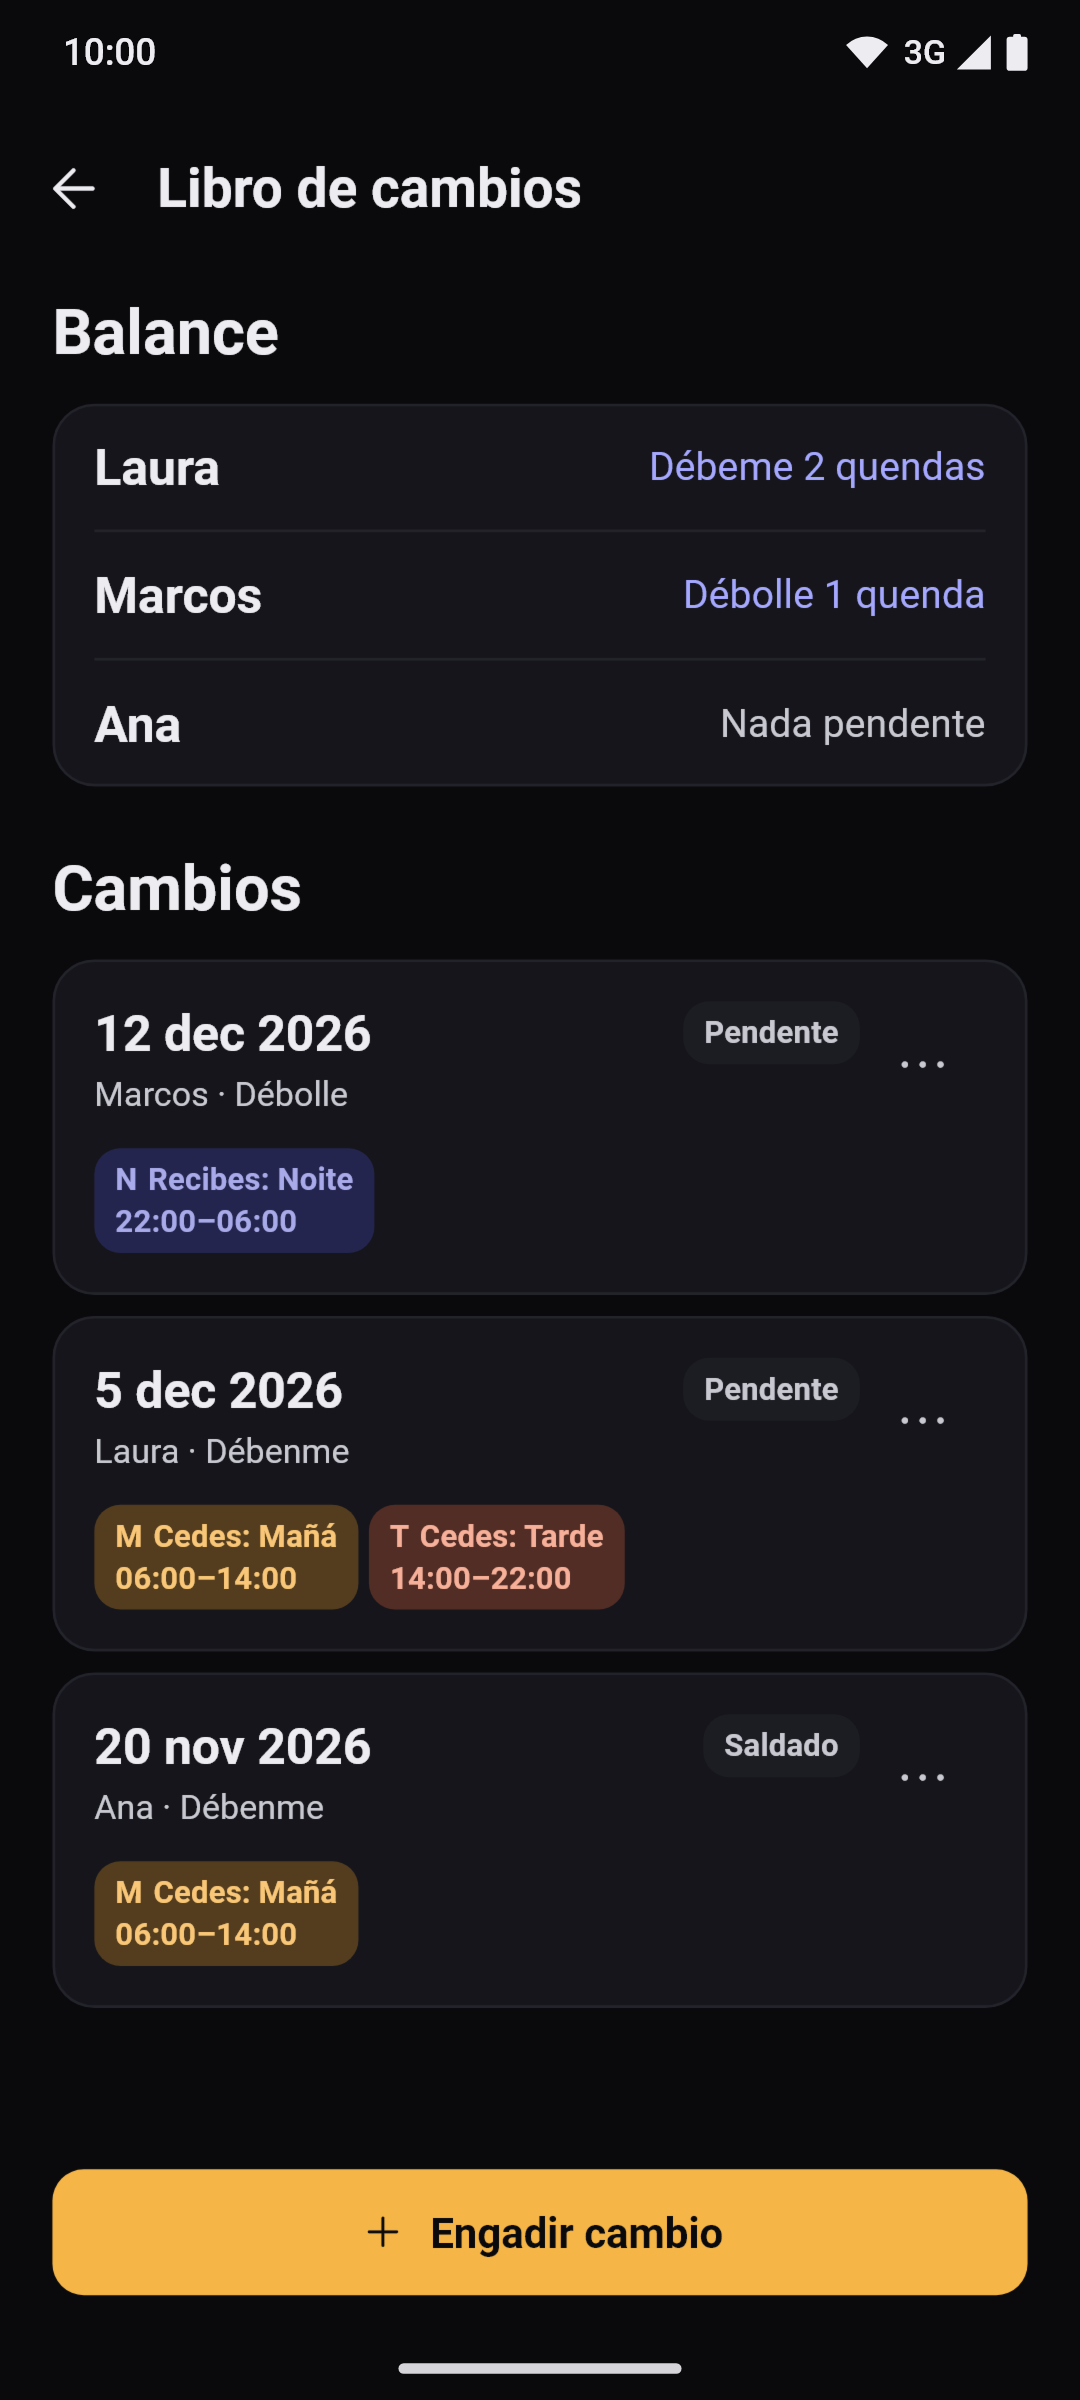 10:00
3G
Libro de cambios
Balance
Laura
Débeme 2 quendas
Marcos
Débolle 1 quenda
Ana
Nada pendente
Cambios
12 dec 2026
Pendente
Marcos · Débolle
N Recibes: Noite
22:00–06:00
5 dec 2026
Pendente
Laura · Débenme
M Cedes: Mañá
06:00–14:00
T Cedes: Tarde
14:00–22:00
20 nov 2026
Saldado
Ana · Débenme
M Cedes: Mañá
06:00–14:00
Engadir cambio